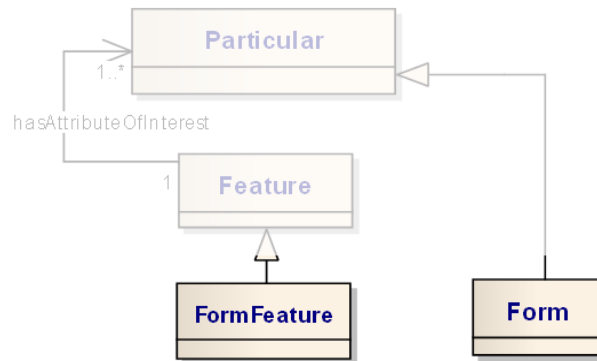 Particular
1..*
hasAttributeOfInterest
1
Feature
FormFeature
Form